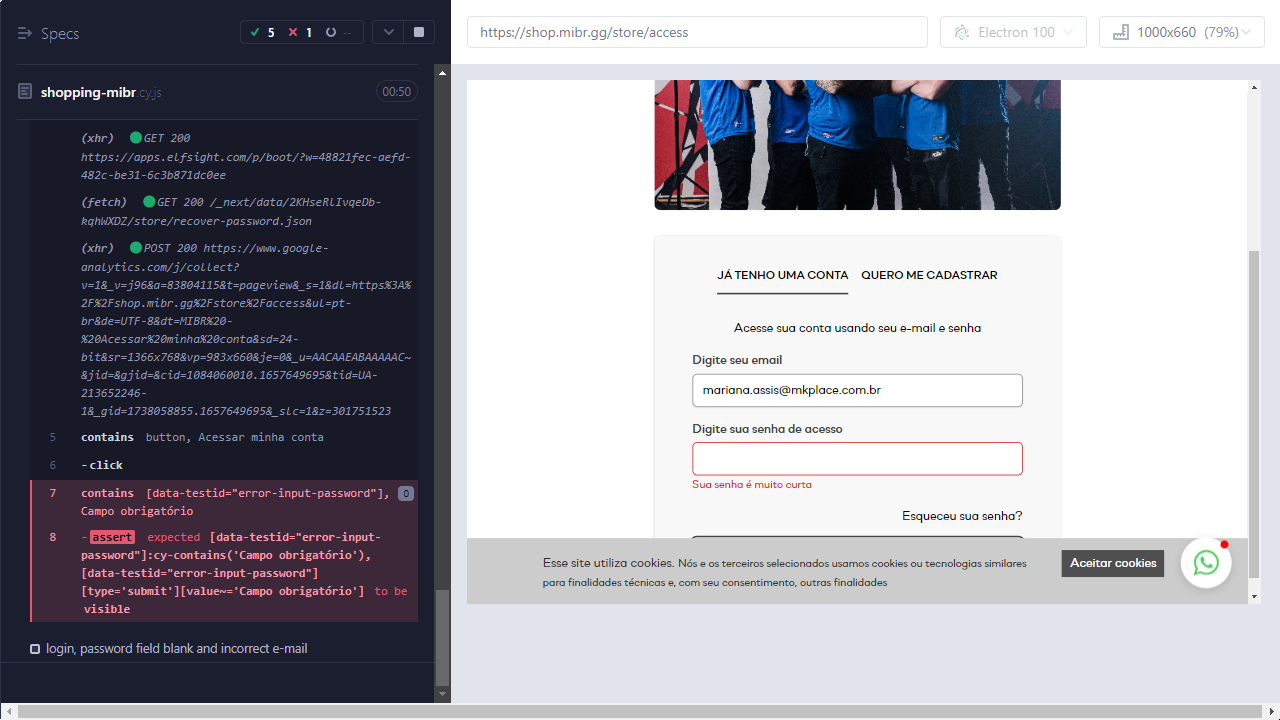 Specs
5 1 --
shopping-mibr.cy.js 00:50
(xhr) GET 200
https://apps.elfsight.com/p/boot/?w=48821fec-aefd-
482c-be31-6c3b871dc0ee
(fetch) GET 200 /_next/data/2KHseRlIvqeDb-
kqhWXDZ/store/recover-password.json
(xhr) POST 200 https://www.google-
analytics.com/j/collect?
v=1&_v=j96&a=83804115&t=pageview&_s=1&dl=https%3A%
2F%2Fshop.mibr.gg%2Fstore%2Faccess&ul=pt-
br&de=UTF-8&dt=MIBR%20-
%20Acessar%20minha%20conta&sd=24-
bit&sr=1366x768&vp=983x660&je=0&_u=AACAAEABAAAAAC~
&jid=&gjid=&cid=1084060010.1657649695&tid=UA-
213652246-
1&_gid=1738058855.1657649695&_slc=1&z=301751523
5 contains button, Acessar minha conta
6 -click
7 contains [data-testid="error-input-password"], 0
Campo obrigatório
8 -assert expected [data-testid="error-input-
password"]:cy-contains('Campo obrigatório'),
[data-testid="error-input-password"]
[type='submit'][value~='Campo obrigatório'] to be
visible
login, password field blank and incorrect e-mail
https://shop.mibr.gg/store/access
Electron 100
1000x660 (79%)
JÁ TENHO UMA CONTA QUERO ME CADASTRAR
Acesse sua conta usando seu e-mail e senha
Digite seu email
mariana.assis@mkplace.com.br
Digite sua senha de acesso
Sua senha é muito curta
Esqueceu sua senha?
Esse site utiliza cookies. Nós e os terceiros selecionados usamos cookies ou tecnologias similares
para finalidades técnicas e, com seu consentimento, outras finalidades
Aceitar cookies